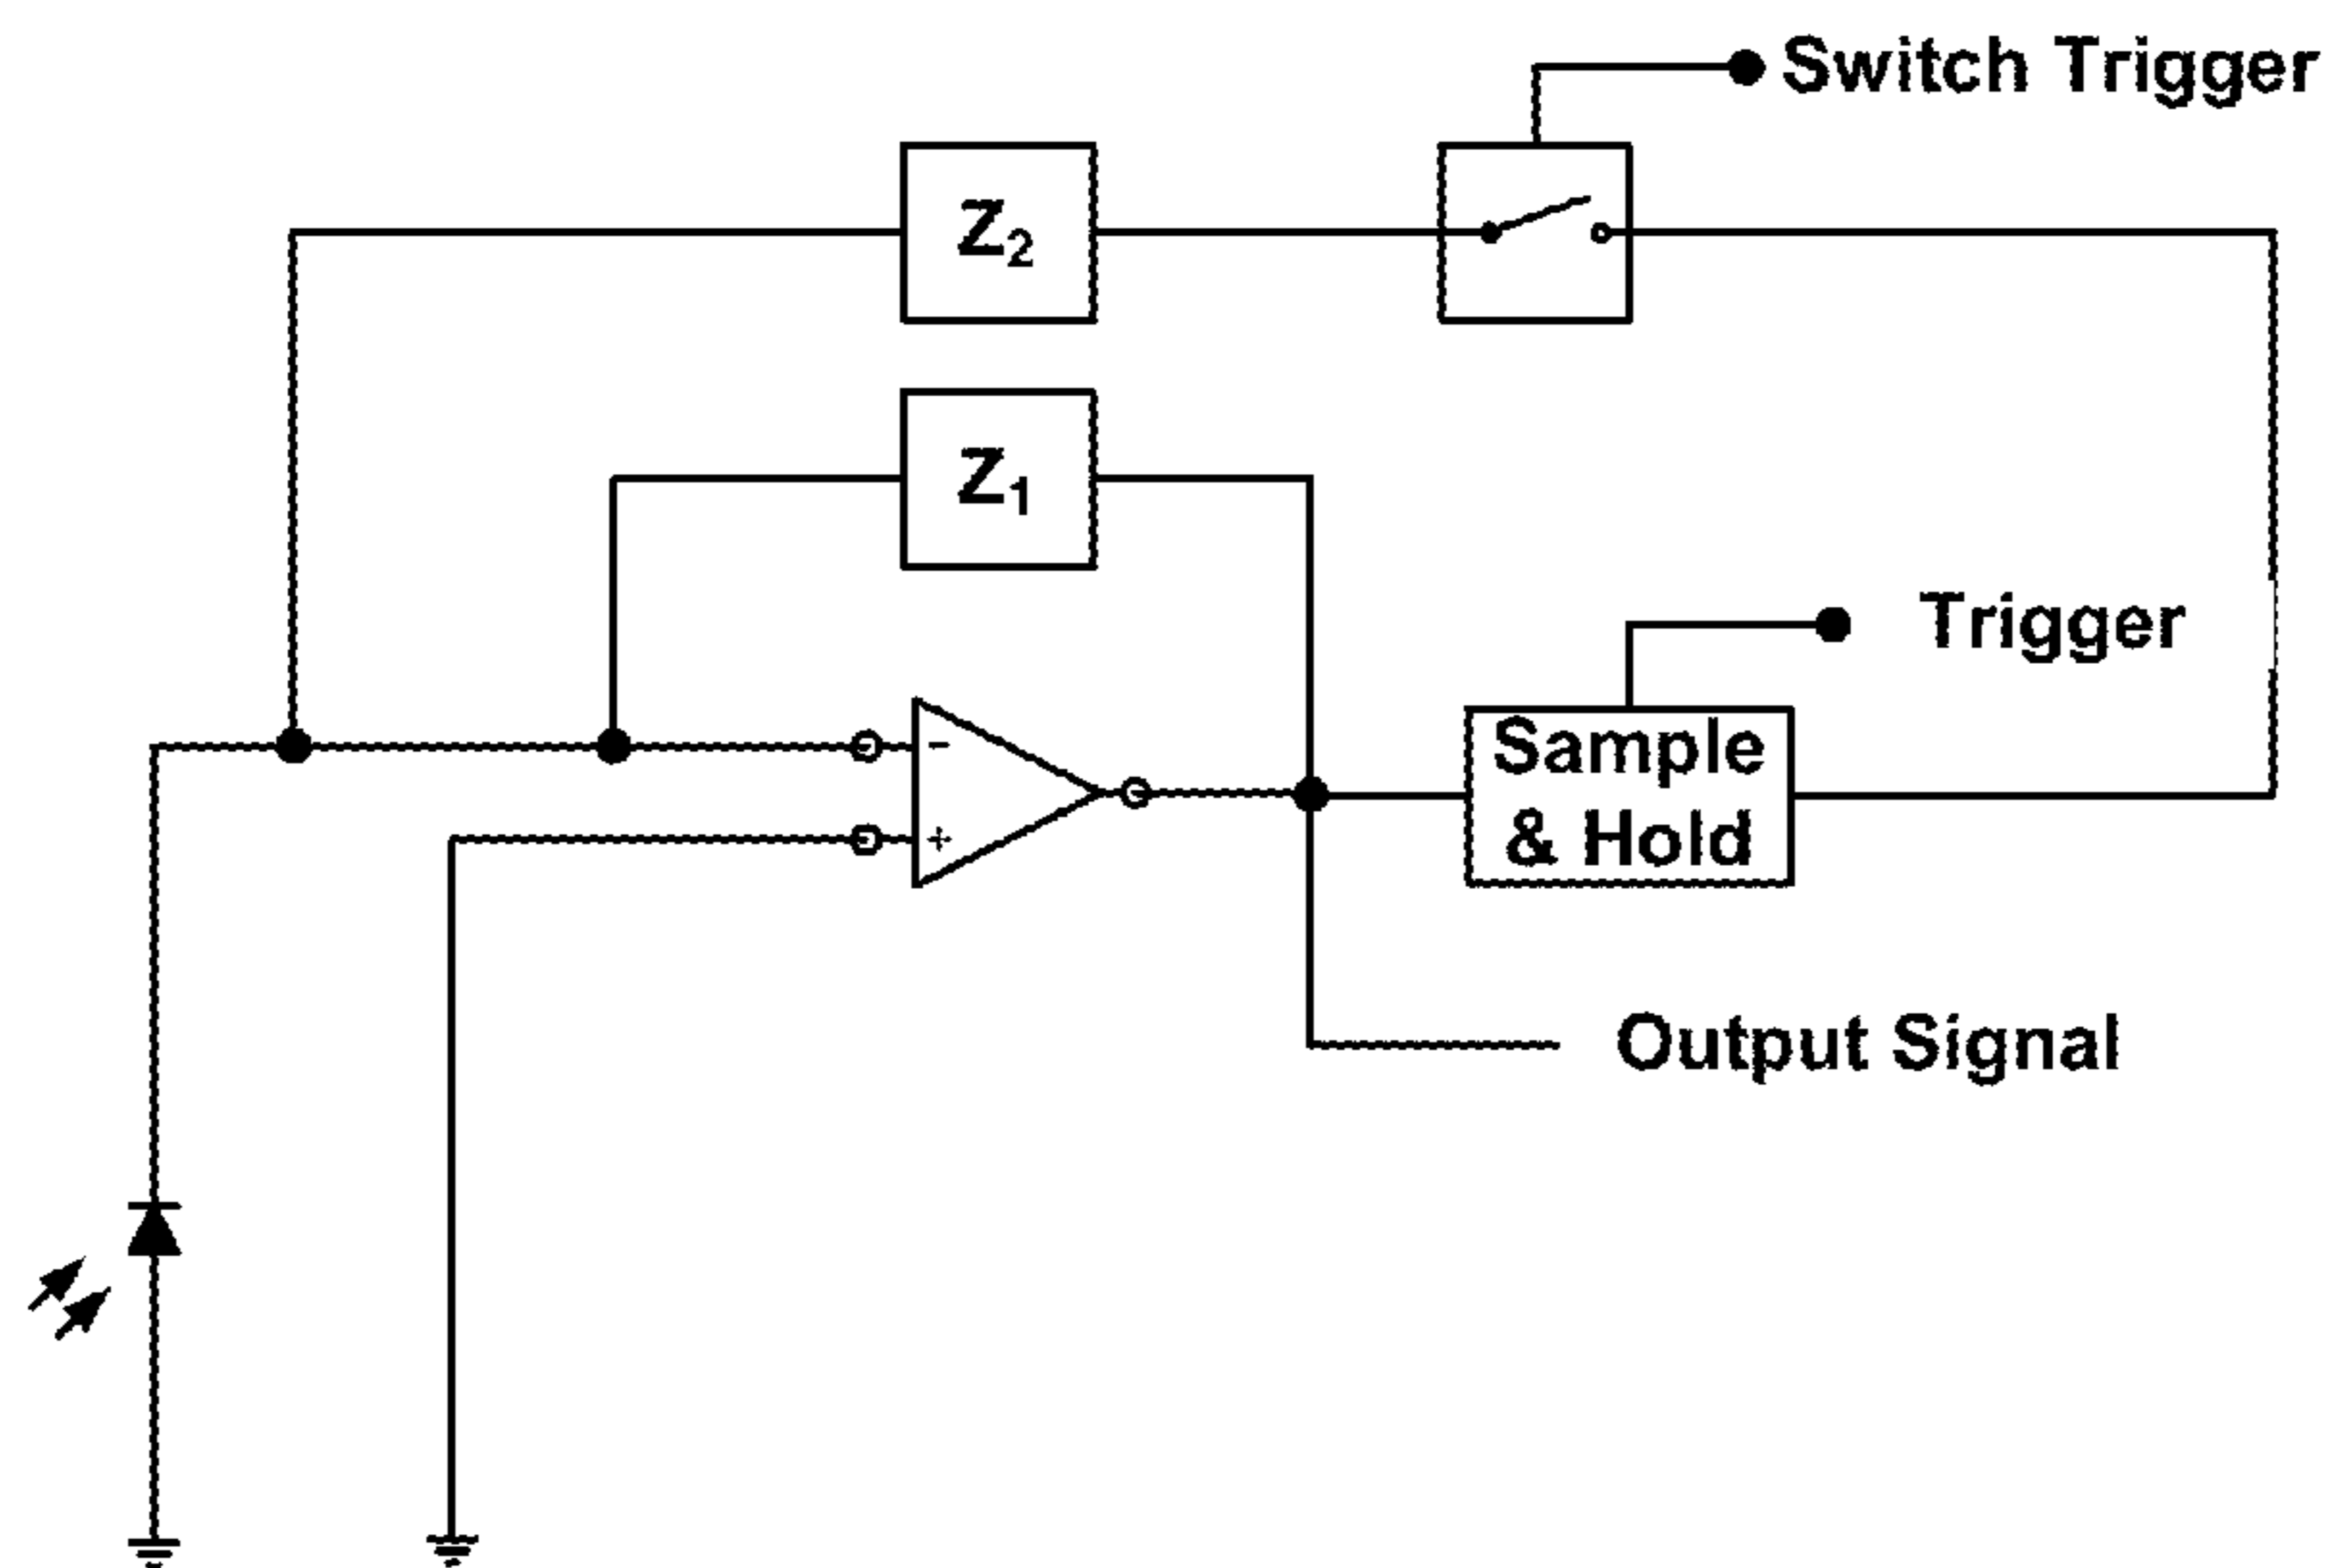 Switch Trigger
Z₂
Z₁
Trigger
Sample
& Hold
-
+
Output Signal